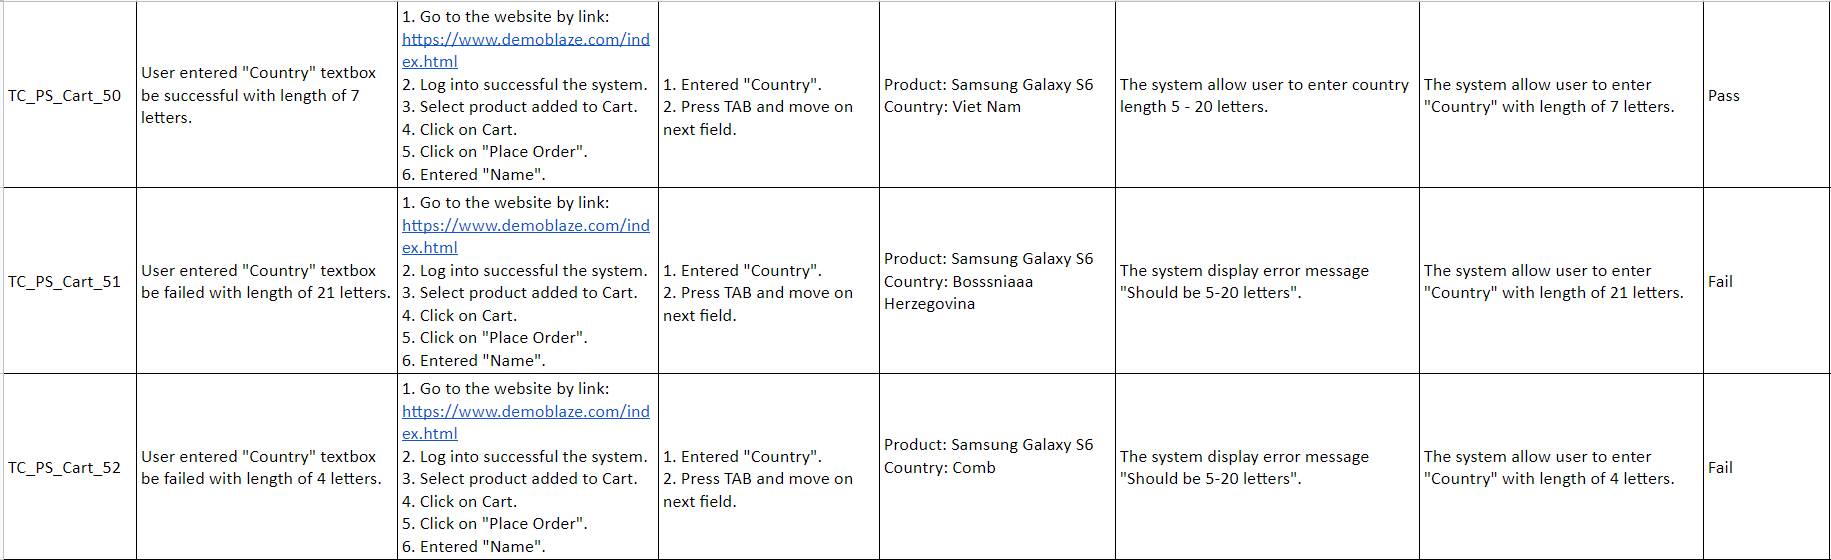 TC_PS_Cart_50
User entered "Country" textbox
be successful with length of 7
letters.
1. Go to the website by link:
https://www.demoblaze.com/ind
ex.html
2. Log into successful the system.
3. Select product added to Cart.
4. Click on Cart.
5. Click on "Place Order".
6. Entered "Name".
1. Entered "Country".
2. Press TAB and move on
next field.
Product: Samsung Galaxy S6
Country: Viet Nam
The system allow user to enter country
length 5 - 20 letters.
The system allow user to enter
"Country" with length of 7 letters.
Pass
TC_PS_Cart_51
User entered "Country" textbox
be failed with length of 21 letters.
1. Go to the website by link:
https://www.demoblaze.com/ind
ex.html
2. Log into successful the system.
3. Select product added to Cart.
4. Click on Cart.
5. Click on "Place Order".
6. Entered "Name".
1. Entered "Country".
2. Press TAB and move on
next field.
Product: Samsung Galaxy S6
Country: Bosssniaaa
Herzegovina
The system display error message
"Should be 5-20 letters".
The system allow user to enter
"Country" with length of 21 letters.
Fail
TC_PS_Cart_52
User entered "Country" textbox
be failed with length of 4 letters.
1. Go to the website by link:
https://www.demoblaze.com/ind
ex.html
2. Log into successful the system.
3. Select product added to Cart.
4. Click on Cart.
5. Click on "Place Order".
6. Entered "Name".
1. Entered "Country".
2. Press TAB and move on
next field.
Product: Samsung Galaxy S6
Country: Comb
The system display error message
"Should be 5-20 letters".
The system allow user to enter
"Country" with length of 4 letters.
Fail